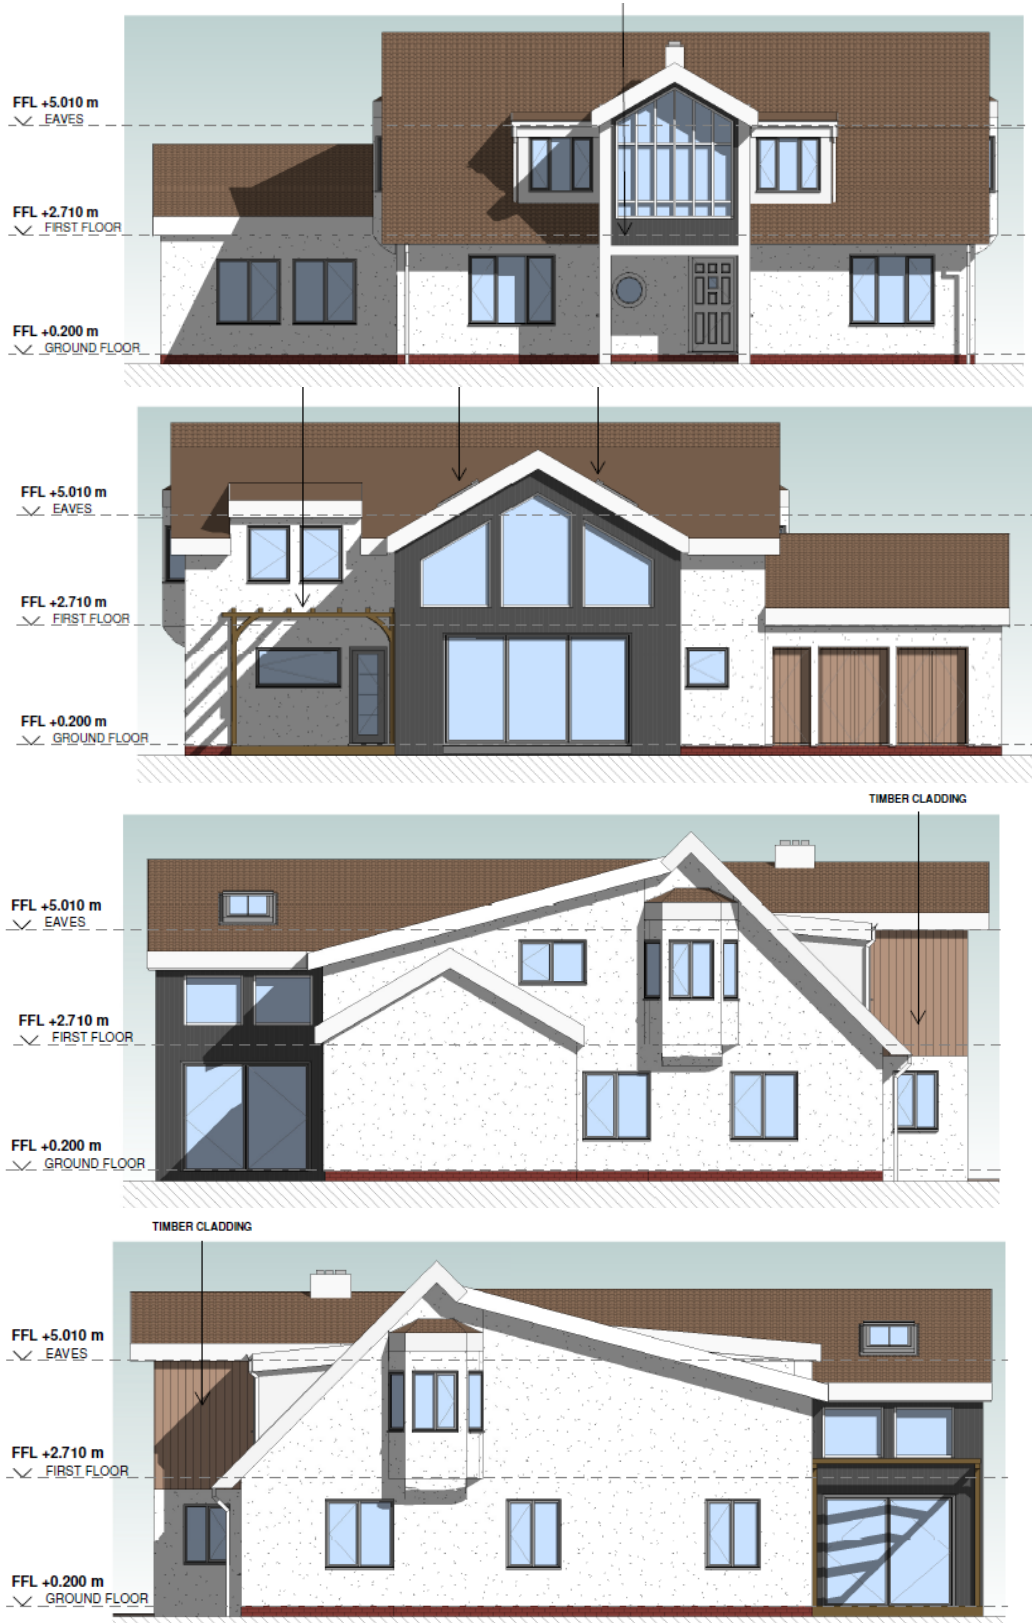 FFL +5.010 m
EAVES
FFL +2.710 m
FIRST FLOOR
FFL +0.200 m
GROUND FLOOR
FFL +5.010 m
EAVES
FFL +2.710 m
FIRST FLOOR
FFL +0.200 m
GROUND FLOOR
TIMBER CLADDING
FFL +5.010 m
EAVES
FFL +2.710 m
FIRST FLOOR
FFL +0.200 m
GROUND FLOOR
TIMBER CLADDING
FFL +5.010 m
EAVES
FFL +2.710 m
FIRST FLOOR
FFL +0.200 m
GROUND FLOOR